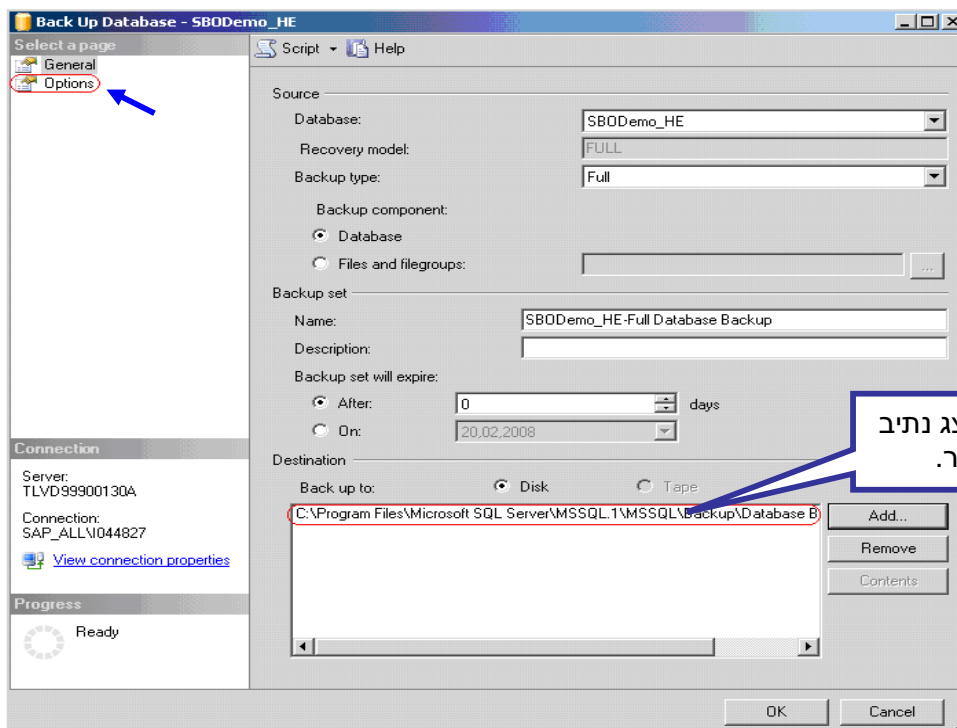 Back Up Database - SBODemo_HE
Select a page
General
Options
Script
Help
Source
Database:
SBODemo_HE
Recovery model:
FULL
Backup type:
Full
Backup component:
Database
Files and filegroups:
...
Backup set
Name:
SBODemo_HE-Full Database Backup
Description:
Backup set will expire:
After:
0
days
On:
20,02,2008
Destination
Back up to:
Disk
Tape
C:\Program Files\Microsoft SQL Server\MSSQL.1\MSSQL\Backup\Database B
Add...
Remove
Contents
נתיב
Connection
Server:
TLVD99900130A
Connection:
SAP_ALL\I044827
View connection properties
Progress
Ready
OK
Cancel